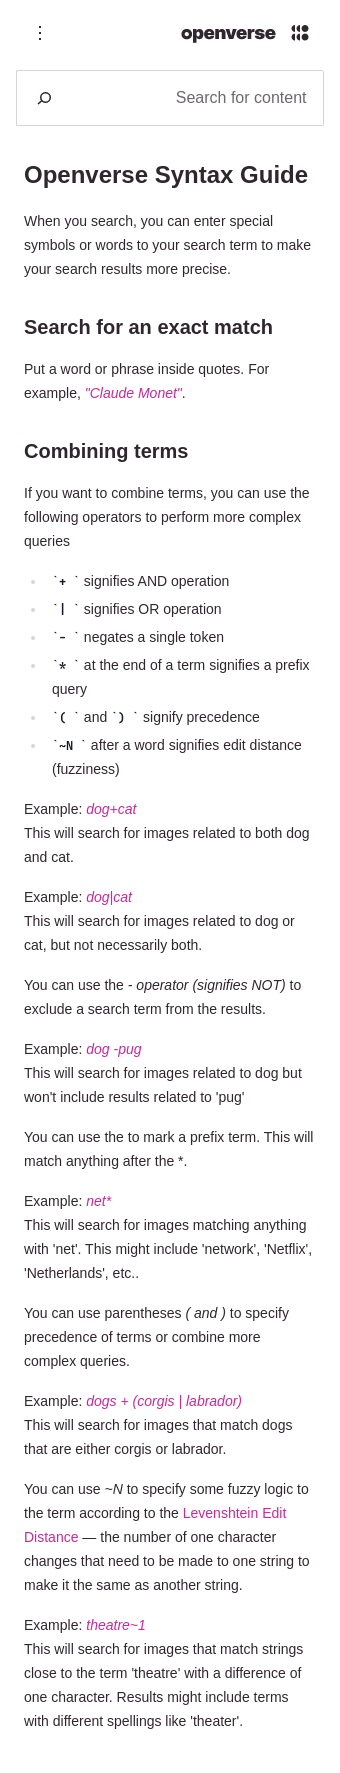 openverse
Search for content
Openverse Syntax Guide
When you search, you can enter special
symbols or words to your search term to make
your search results more precise.
Search for an exact match
Put a word or phrase inside quotes. For
example, "Claude Monet".
Combining terms
If you want to combine terms, you can use the
following operators to perform more complex
queries
`+ ` signifies AND operation
`| ` signifies OR operation
`- ` negates a single token
`* ` at the end of a term signifies a prefix
query
`( ` and `) ` signify precedence
`~N ` after a word signifies edit distance
(fuzziness)
Example: dog+cat
This will search for images related to both dog
and cat.
Example: dog|cat
This will search for images related to dog or
cat, but not necessarily both.
You can use the - operator (signifies NOT) to
exclude a search term from the results.
Example: dog -pug
This will search for images related to dog but
won't include results related to 'pug'
You can use the to mark a prefix term. This will
match anything after the *.
Example: net*
This will search for images matching anything
with 'net'. This might include 'network', 'Netflix',
'Netherlands', etc..
You can use parentheses ( and ) to specify
precedence of terms or combine more
complex queries.
Example: dogs + (corgis | labrador)
This will search for images that match dogs
that are either corgis or labrador.
You can use ~N to specify some fuzzy logic to
the term according to the Levenshtein Edit
Distance — the number of one character
changes that need to be made to one string to
make it the same as another string.
Example: theatre~1
This will search for images that match strings
close to the term 'theatre' with a difference of
one character. Results might include terms
with different spellings like 'theater'.